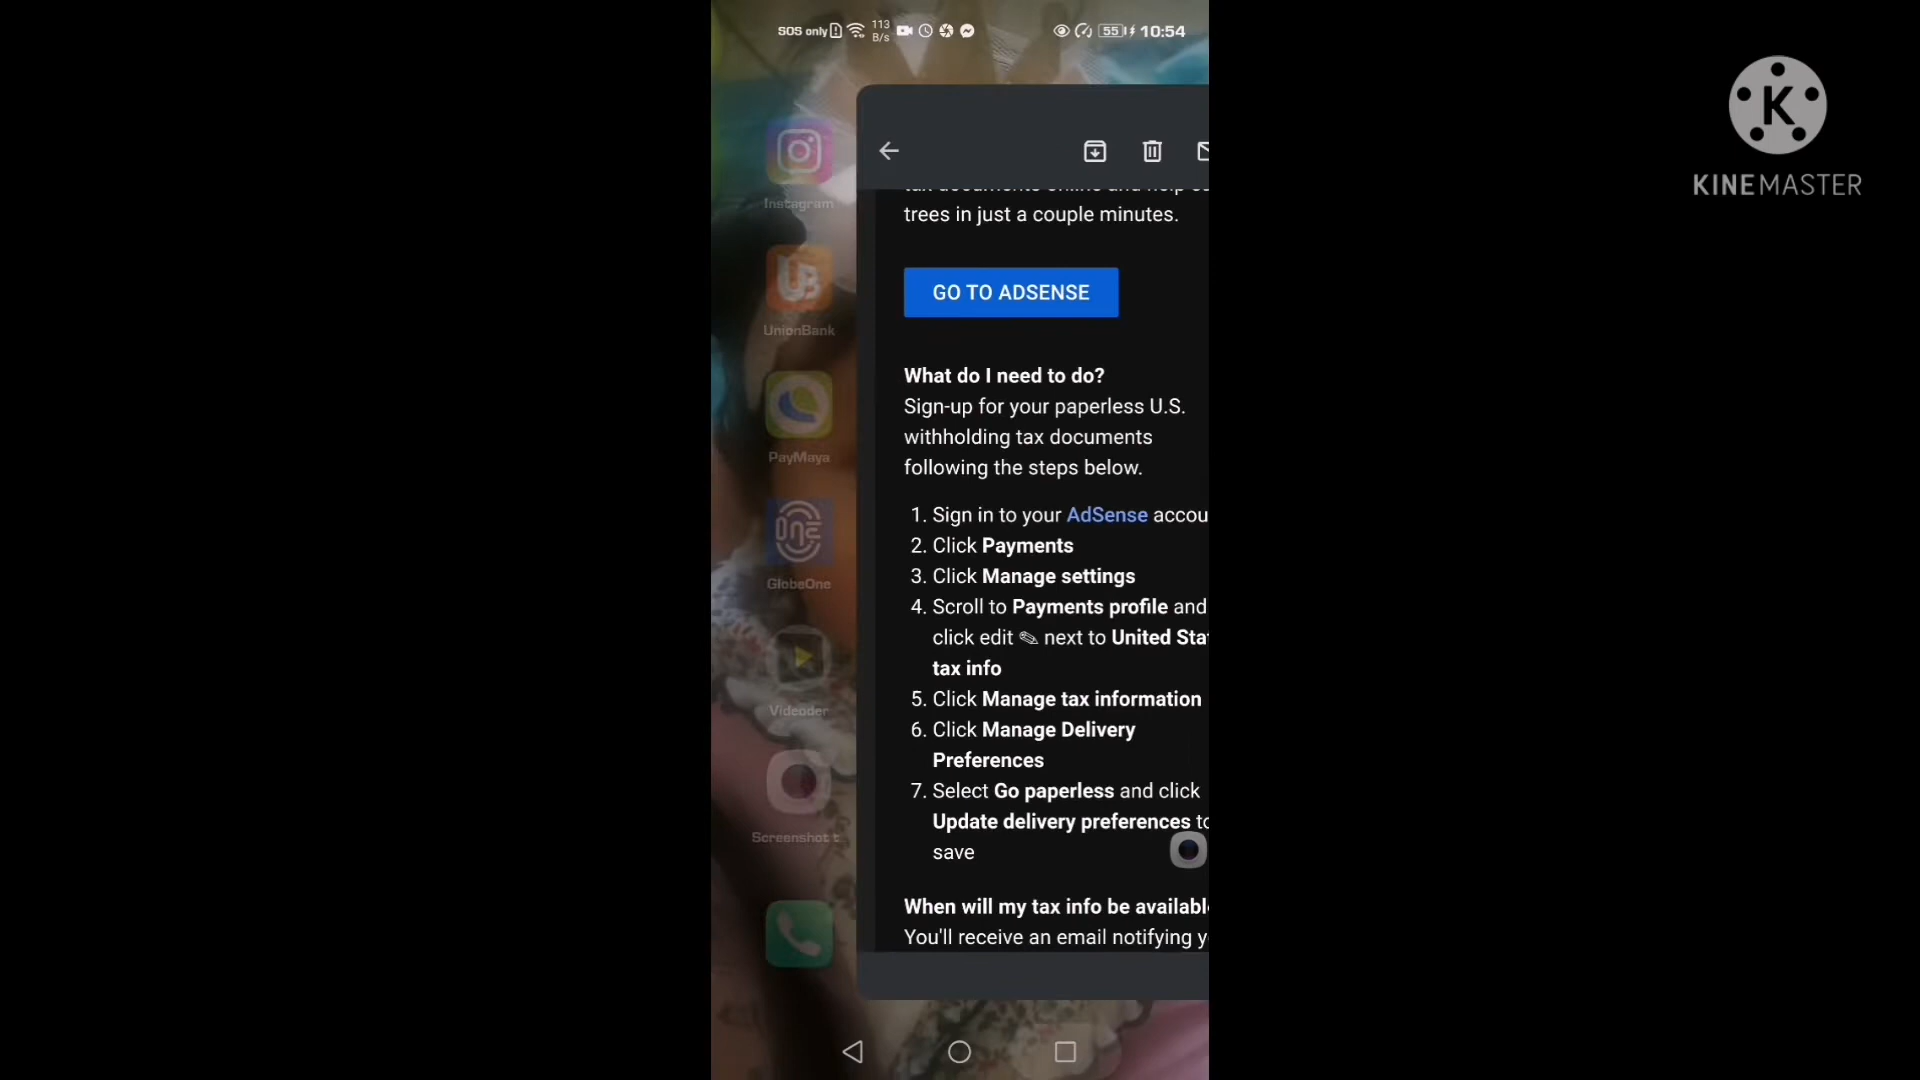 SOS only 113 B/s 55 10:54
KINEMASTER
Instagram
UnionBank
PayMaya
GlobeOne
Videoder
Screenshot t
trees in just a couple minutes.
GO TO ADSENSE
What do I need to do?
Sign-up for your paperless U.S.
withholding tax documents
following the steps below.
1. Sign in to your AdSense accou
2. Click Payments
3. Click Manage settings
4. Scroll to Payments profile and
click edit ✎ next to United Sta
tax info
5. Click Manage tax information
6. Click Manage Delivery
Preferences
7. Select Go paperless and click
Update delivery preferences to
save
When will my tax info be availabl
You'll receive an email notifying y